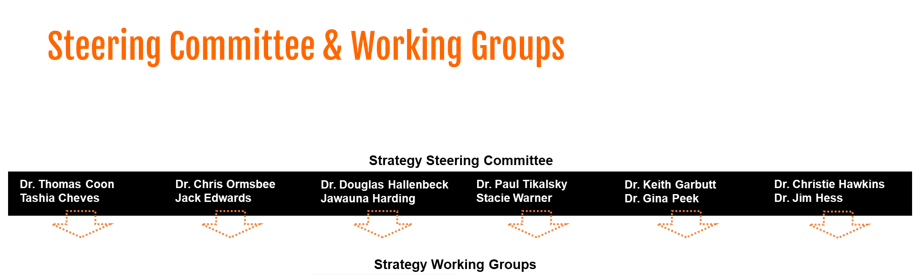 Steering Committee & Working Groups
Strategy Steering Committee
Dr. Thomas Coon
Tashia Cheves
Dr. Chris Ormsbee
Jack Edwards
Dr. Douglas Hallenbeck
Jawauna Harding
Dr. Paul Tikalsky
Stacie Warner
Dr. Keith Garbutt
Dr. Gina Peek
Dr. Christie Hawkins
Dr. Jim Hess
Strategy Working Groups